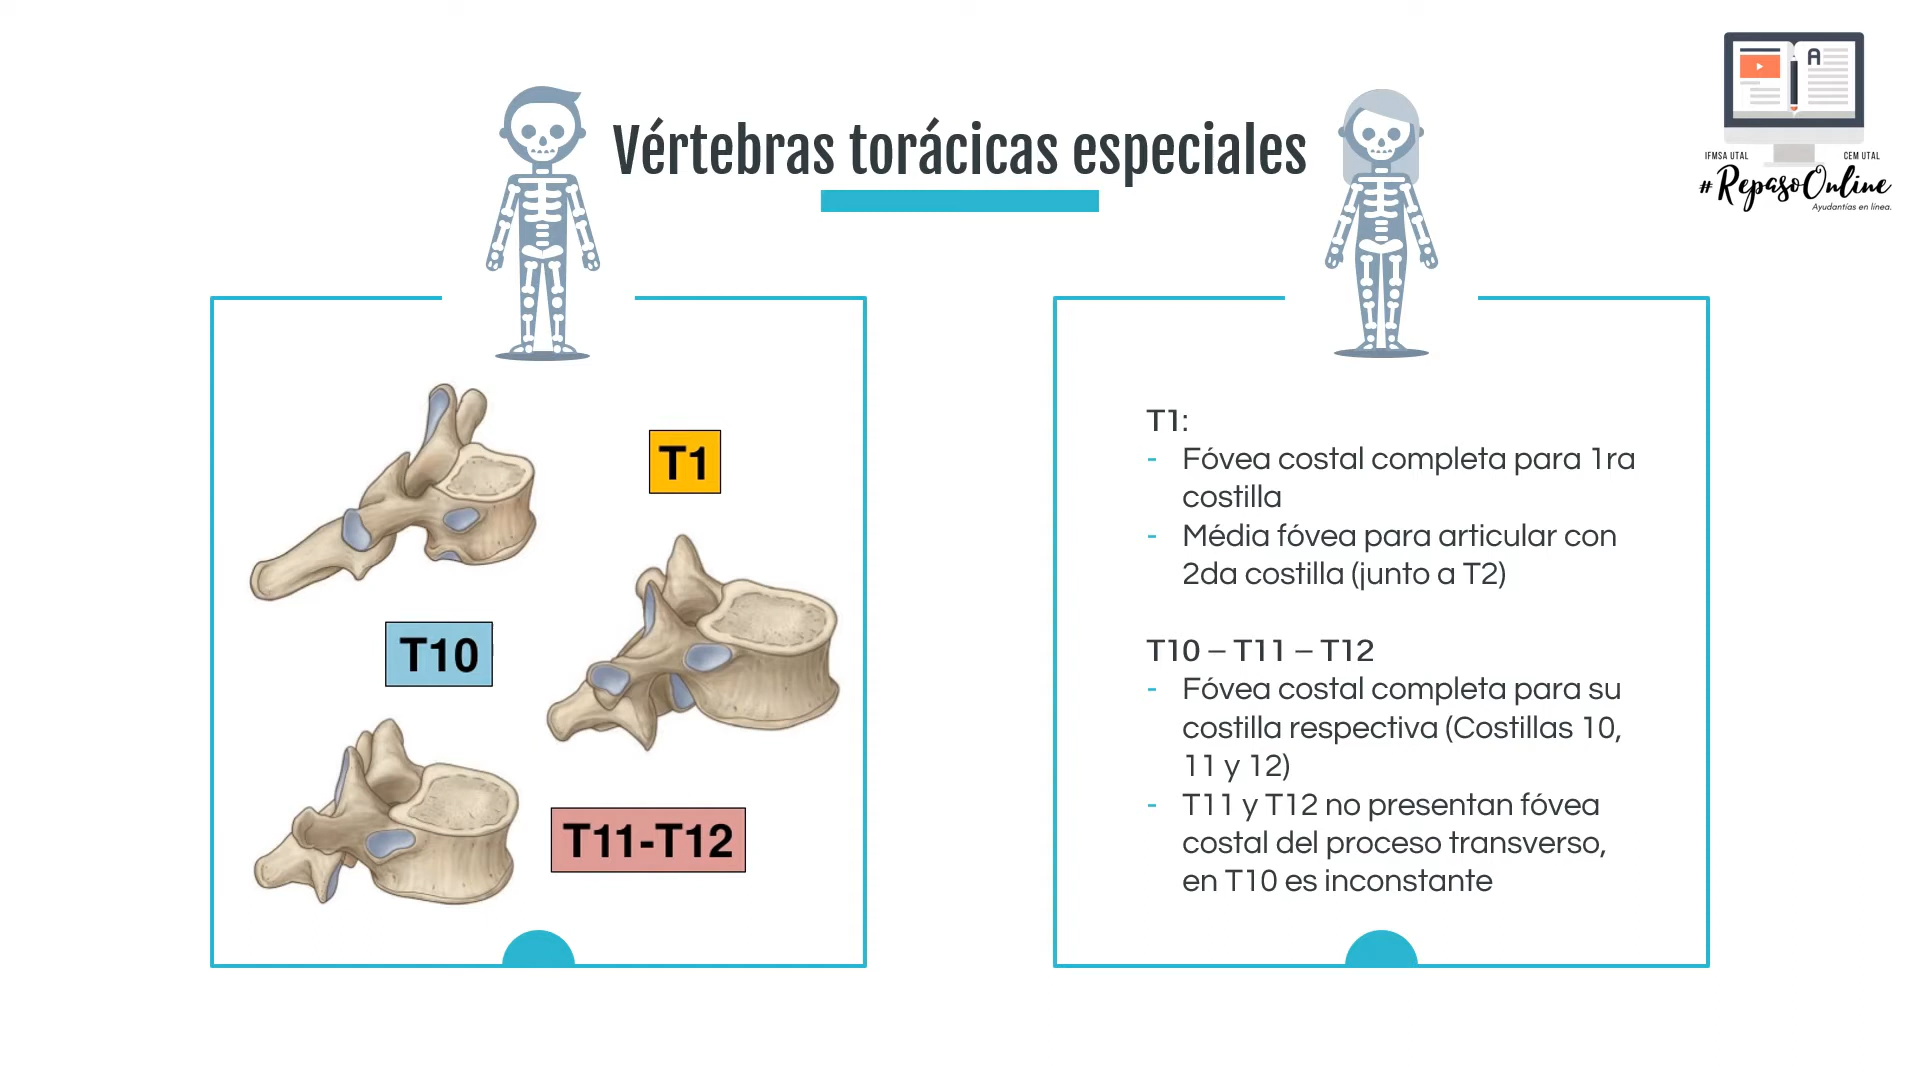 Vértebras torácicas especiales
A
IFMSA UTAL
CEM UTAL
#RepasoOnline
Ayudantías en línea.
T1
T10
T11-T12
T1:
- Fóvea costal completa para 1ra
costilla
- Média fóvea para articular con
2da costilla (junto a T2)
T10 – T11 – T12
- Fóvea costal completa para su
costilla respectiva (Costillas 10,
11 y 12)
- T11 y T12 no presentan fóvea
costal del proceso transverso,
en T10 es inconstante